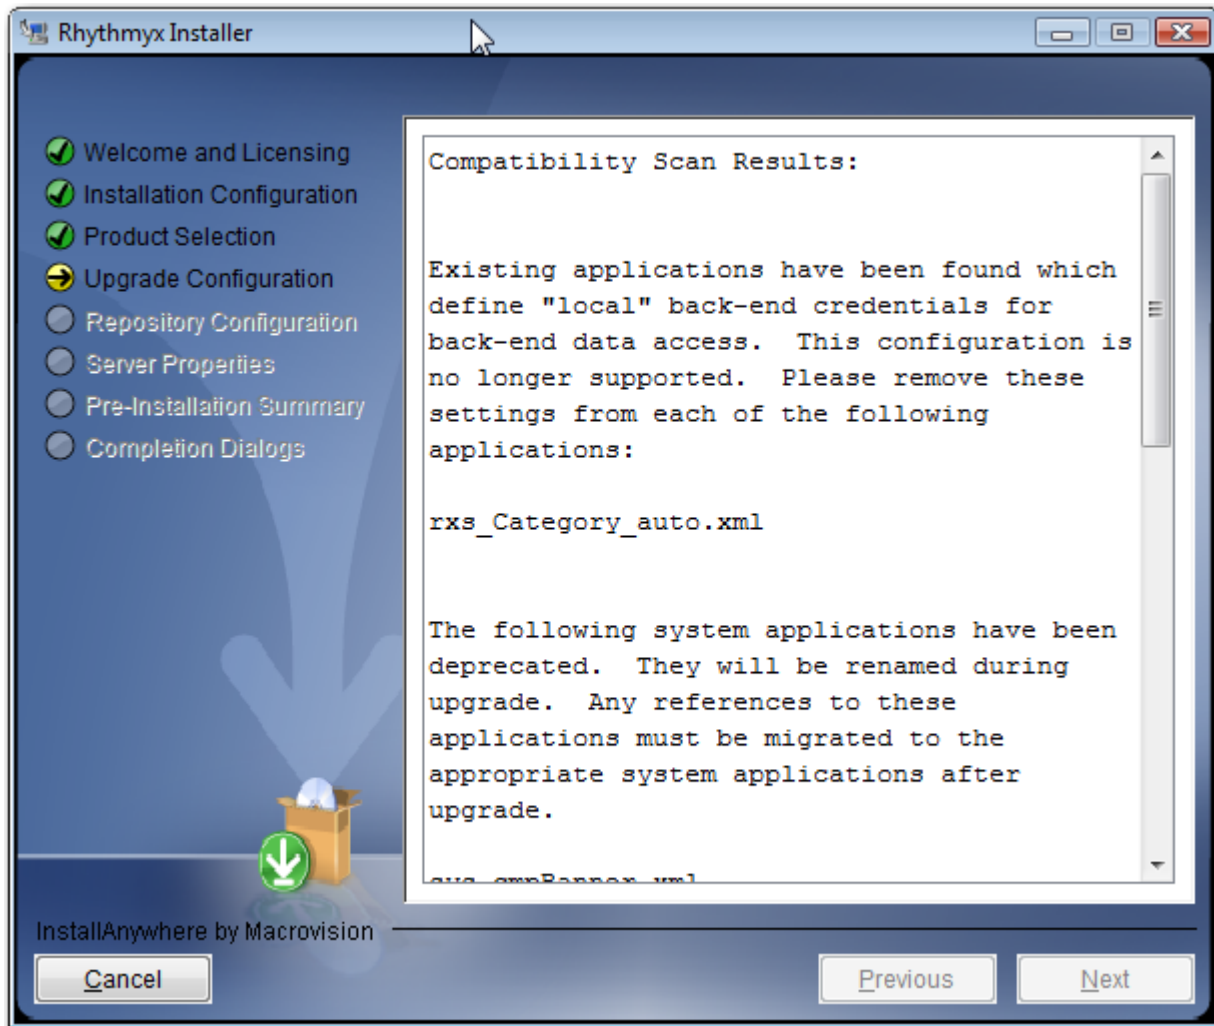 Rhythmyx Installer
Welcome and Licensing
Installation Configuration
Product Selection
Upgrade Configuration
Repository Configuration
Server Properties
Pre-Installation Summary
Completion Dialogs
Compatibility Scan Results:
Existing applications have been found which
define "local" back-end credentials for
back-end data access.  This configuration is
no longer supported.  Please remove these
settings from each of the following
applications:
rxs_Category_auto.xml
The following system applications have been
deprecated.  They will be renamed during
upgrade.  Any references to these
applications must be migrated to the
appropriate system applications after
upgrade.
InstallAnywhere by Macrovision
Cancel
Previous
Next